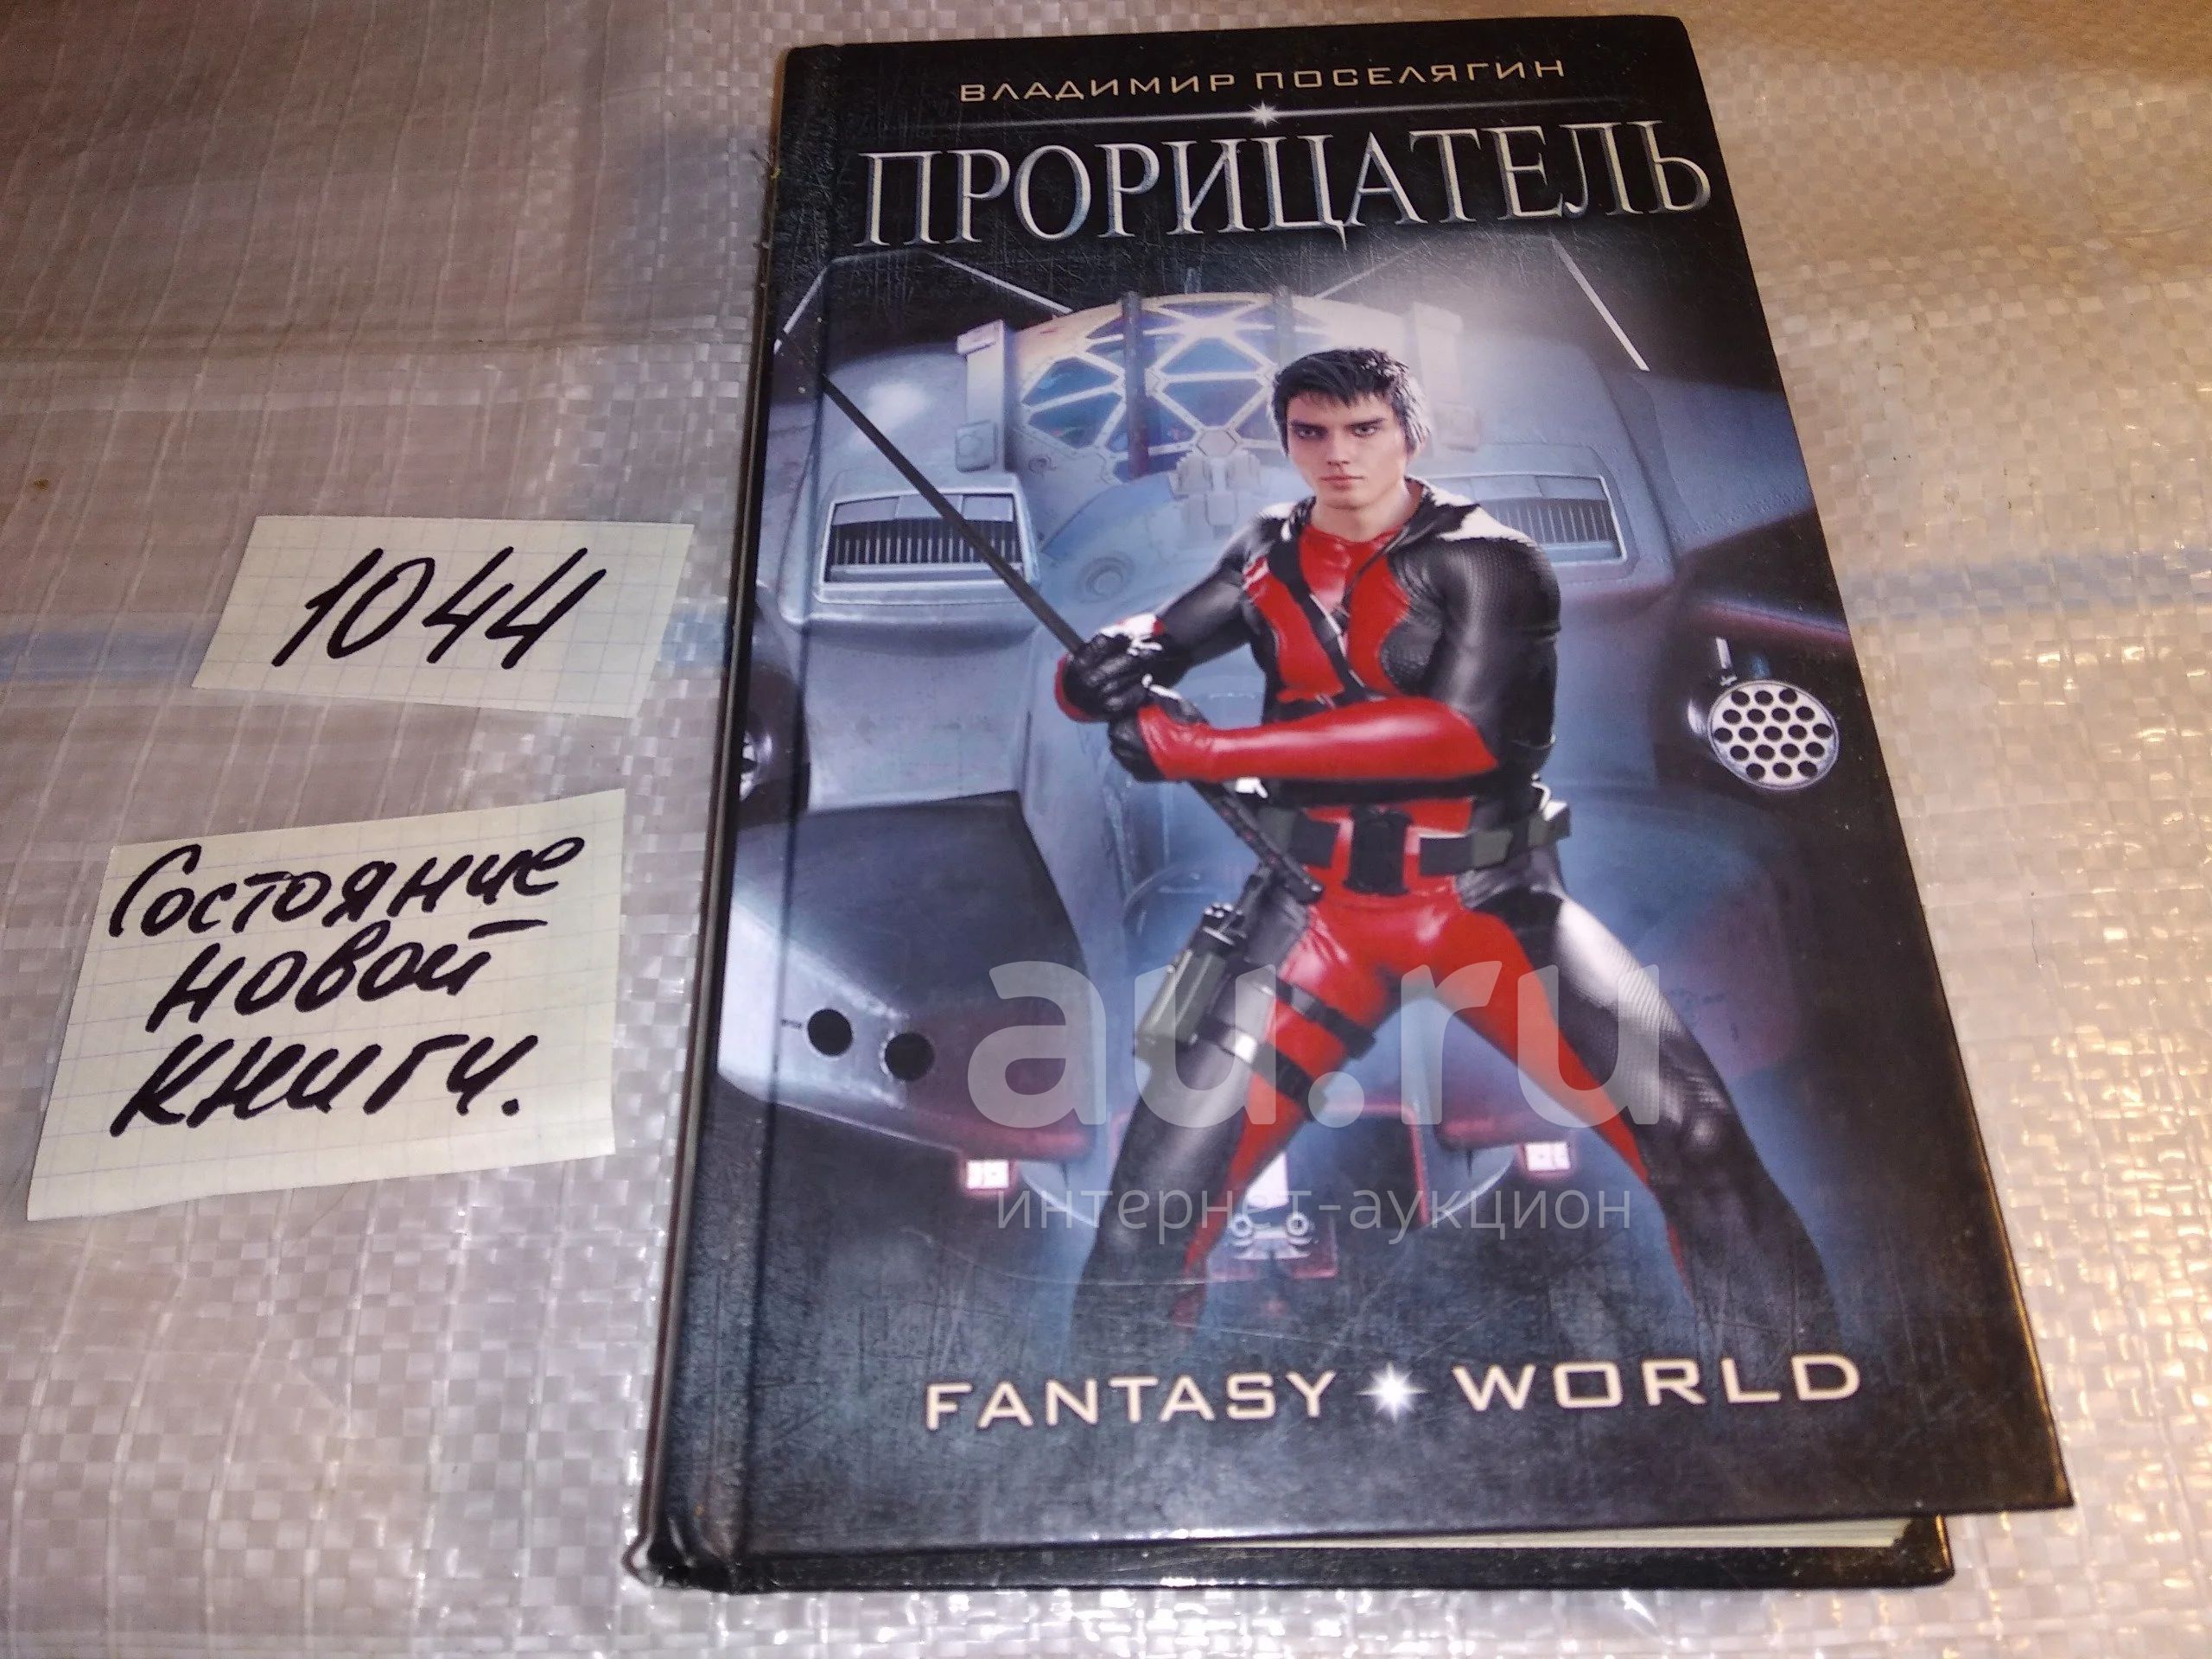 ВЛАДИМИР ПОСЕЛЯГИН
ПРОРИЦАТЕЛЬ
1044
Состояние
новой
книги.
au.ru
интернет-аукцион
FANTASY WORLD